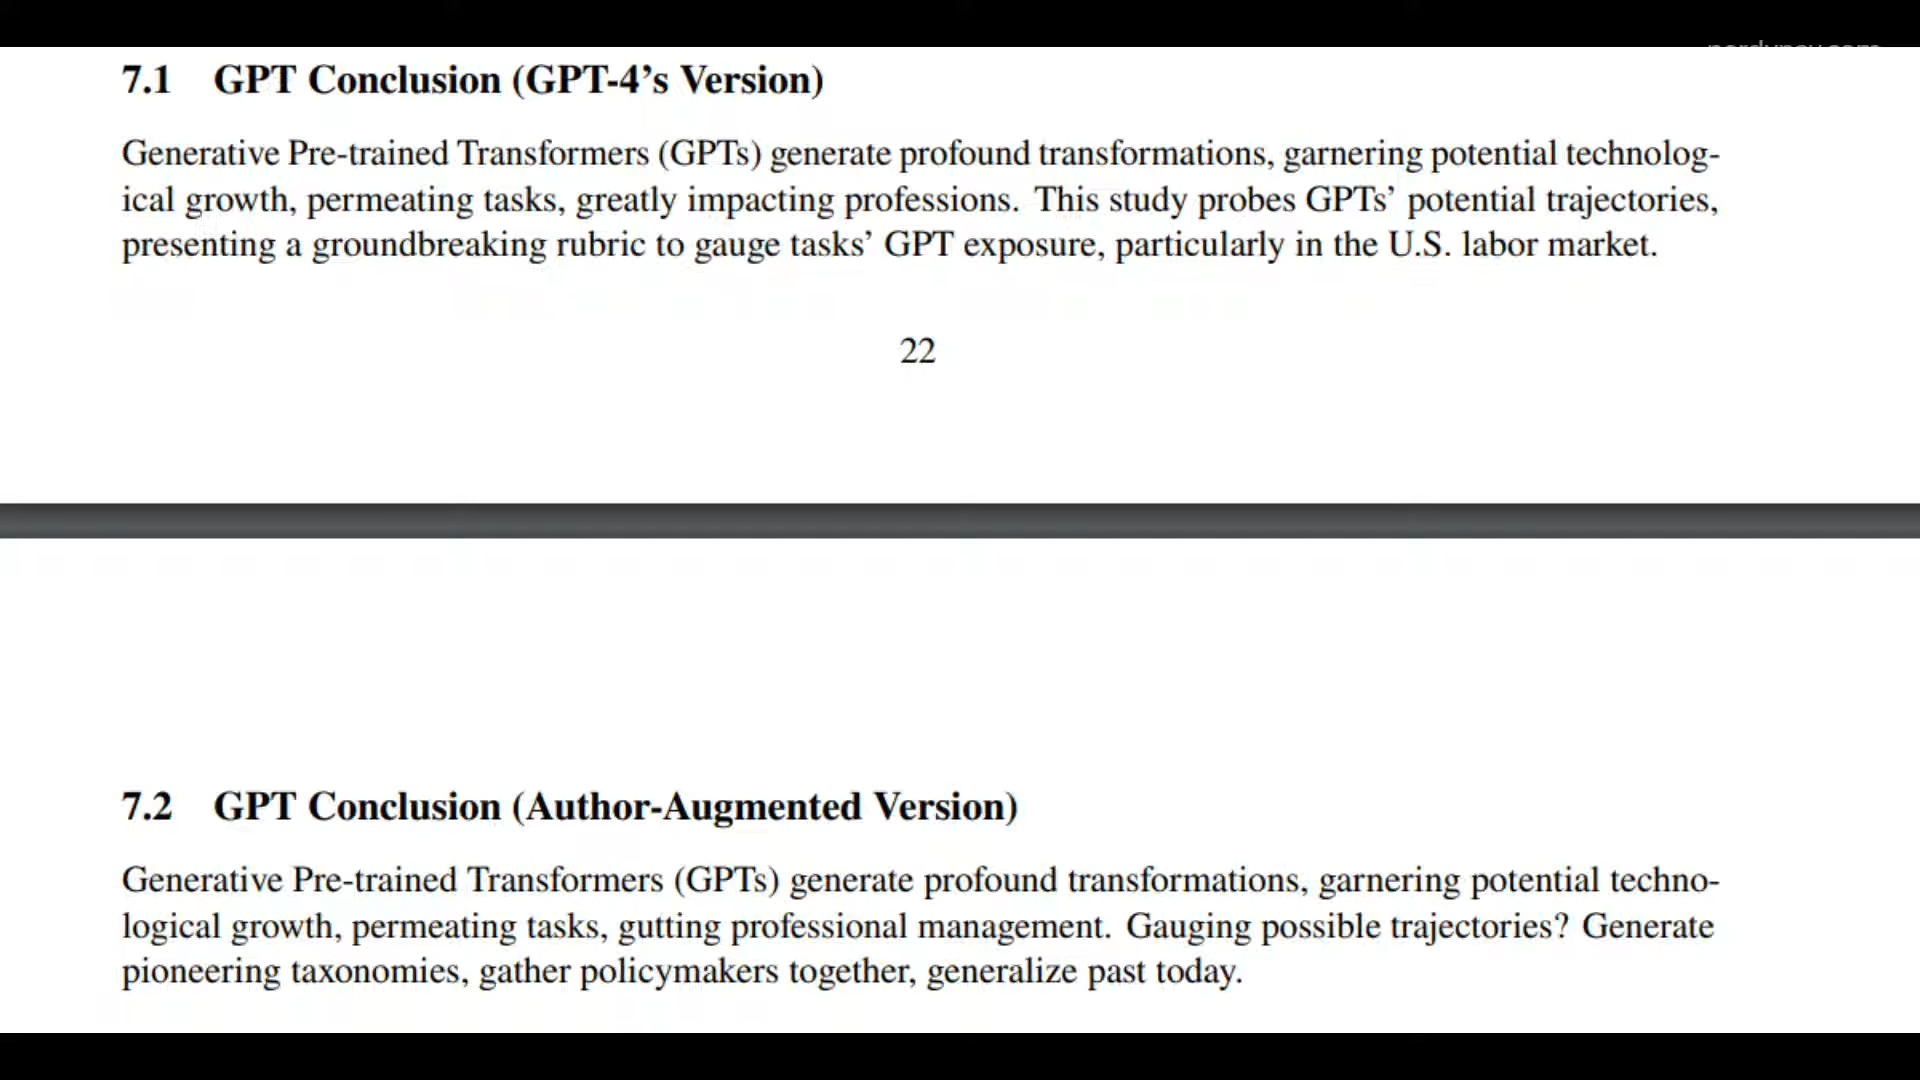 7.1 GPT Conclusion (GPT-4’s Version)
Generative Pre-trained Transformers (GPTs) generate profound transformations, garnering potential technolog-
ical growth, permeating tasks, greatly impacting professions. This study probes GPTs’ potential trajectories,
presenting a groundbreaking rubric to gauge tasks’ GPT exposure, particularly in the U.S. labor market.
22
7.2 GPT Conclusion (Author-Augmented Version)
Generative Pre-trained Transformers (GPTs) generate profound transformations, garnering potential techno-
logical growth, permeating tasks, gutting professional management. Gauging possible trajectories? Generate
pioneering taxonomies, gather policymakers together, generalize past today.